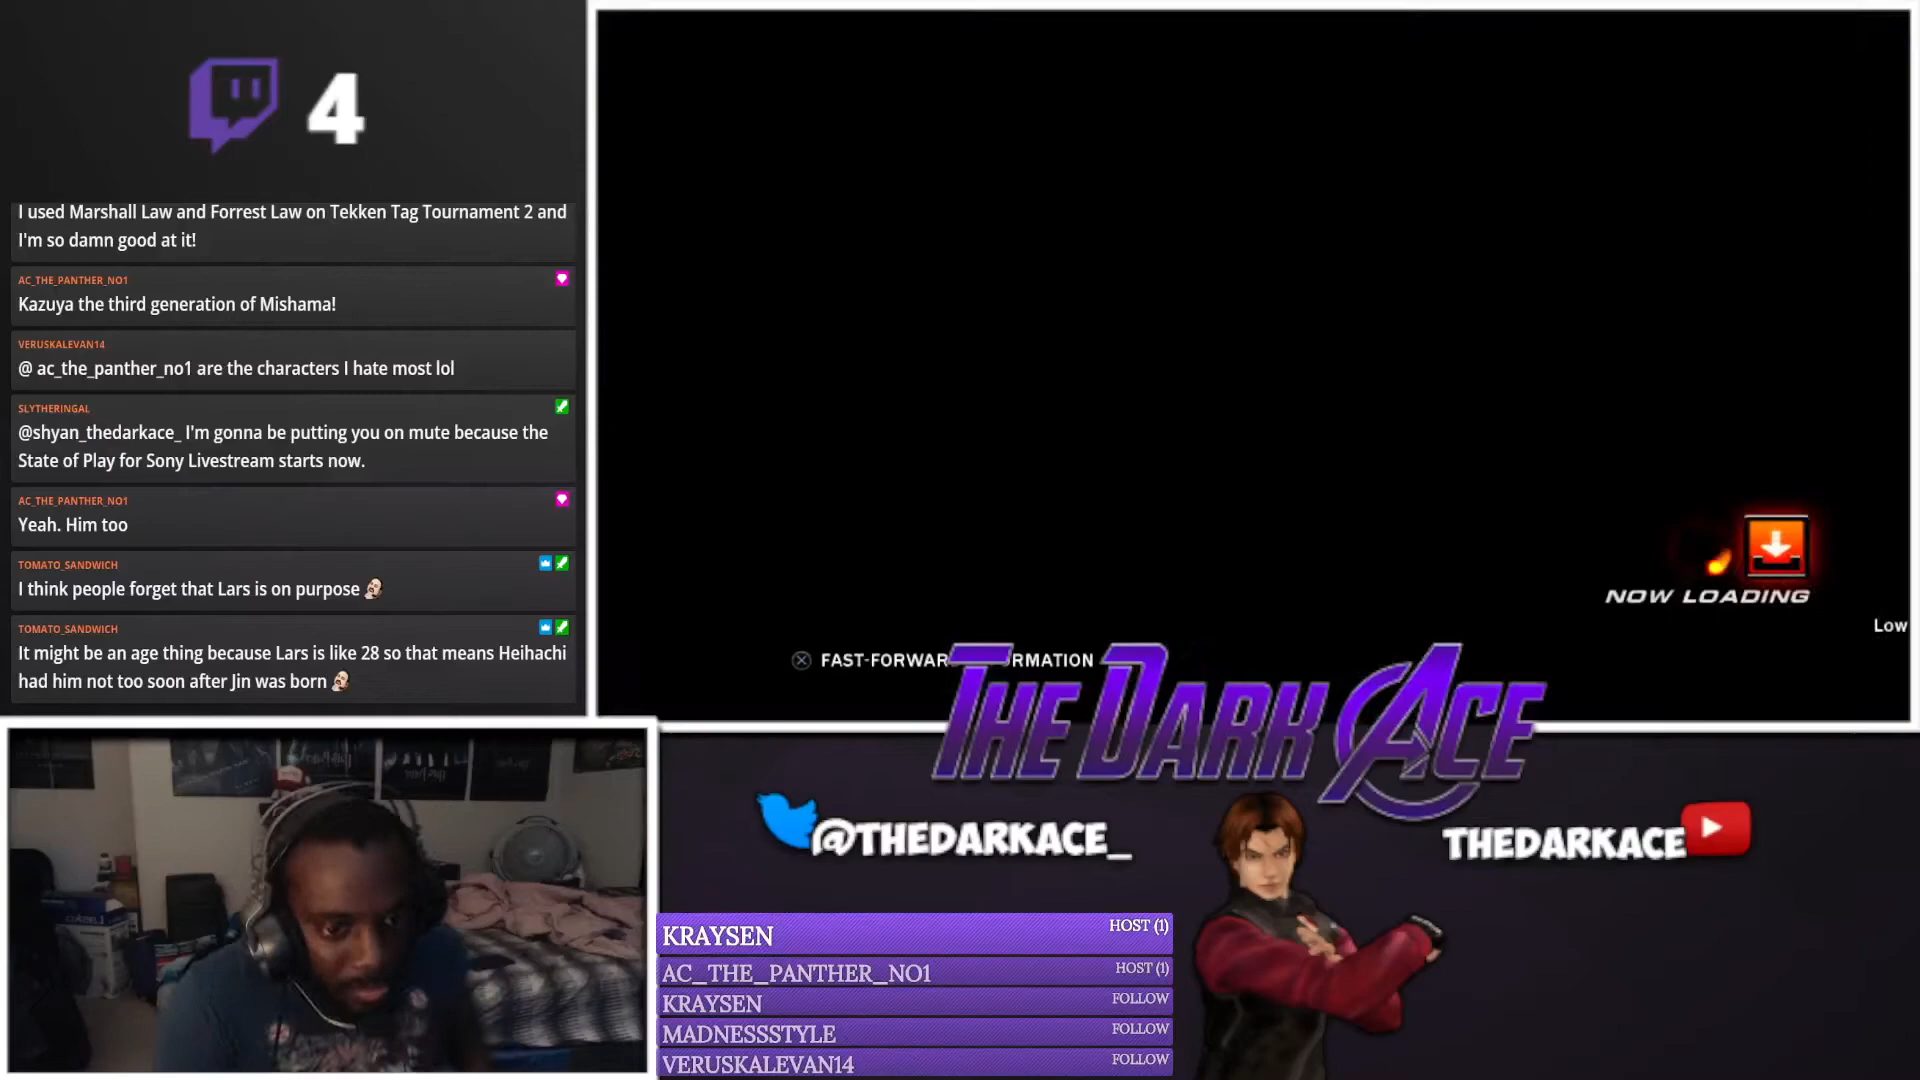 4
I used Marshall Law and Forrest Law on Tekken Tag Tournament 2 and
I'm so damn good at it!
AC_THE_PANTHER_NO1
Kazuya the third generation of Mishama!
VERUSKALEVAN14
@ ac_the_panther_no1 are the characters I hate most lol
SLYTHERINGAL
@shyan_thedarkace_ I'm gonna be putting you on mute because the
State of Play for Sony Livestream starts now.
AC_THE_PANTHER_NO1
Yeah. Him too
TOMATO_SANDWICH
I think people forget that Lars is on purpose
TOMATO_SANDWICH
It might be an age thing because Lars is like 28 so that means Heihachi
had him not too soon after Jin was born
NOW LOADING
Low
FAST-FORWAR RMATION
THE DARK ACE
@THEDARKACE_
THEDARKACE
KRAYSEN HOST (1)
AC_THE_PANTHER_NO1 HOST (1)
KRAYSEN FOLLOW
MADNESSSTYLE FOLLOW
VERUSKALEVAN14 FOLLOW